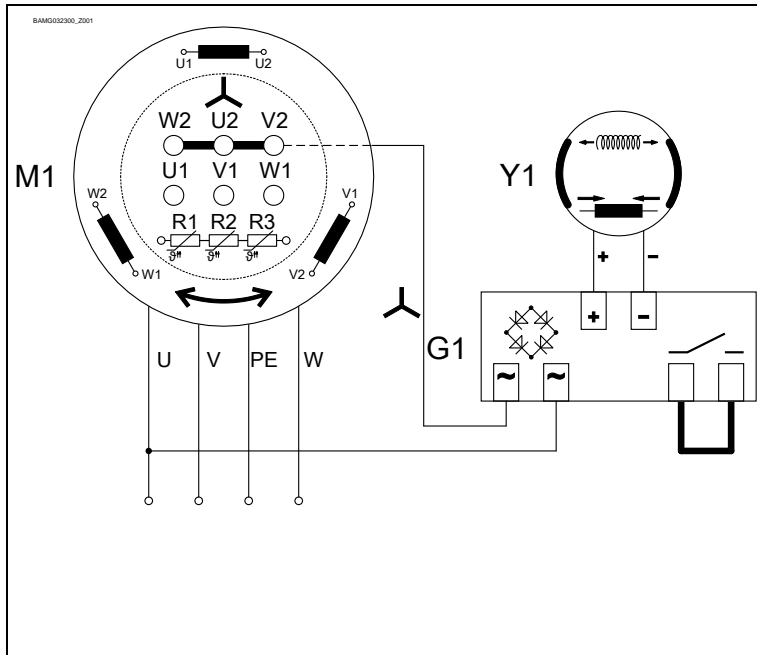 BAMG032300_Z001
U1 U2
W2 U2 V2
M1
U1 V1 W1
Y1
W2
V1
R1 R2 R3
ϑ ϑ ϑ
W1
V2
+ −
+ −
G1
U V PE W
~ ~